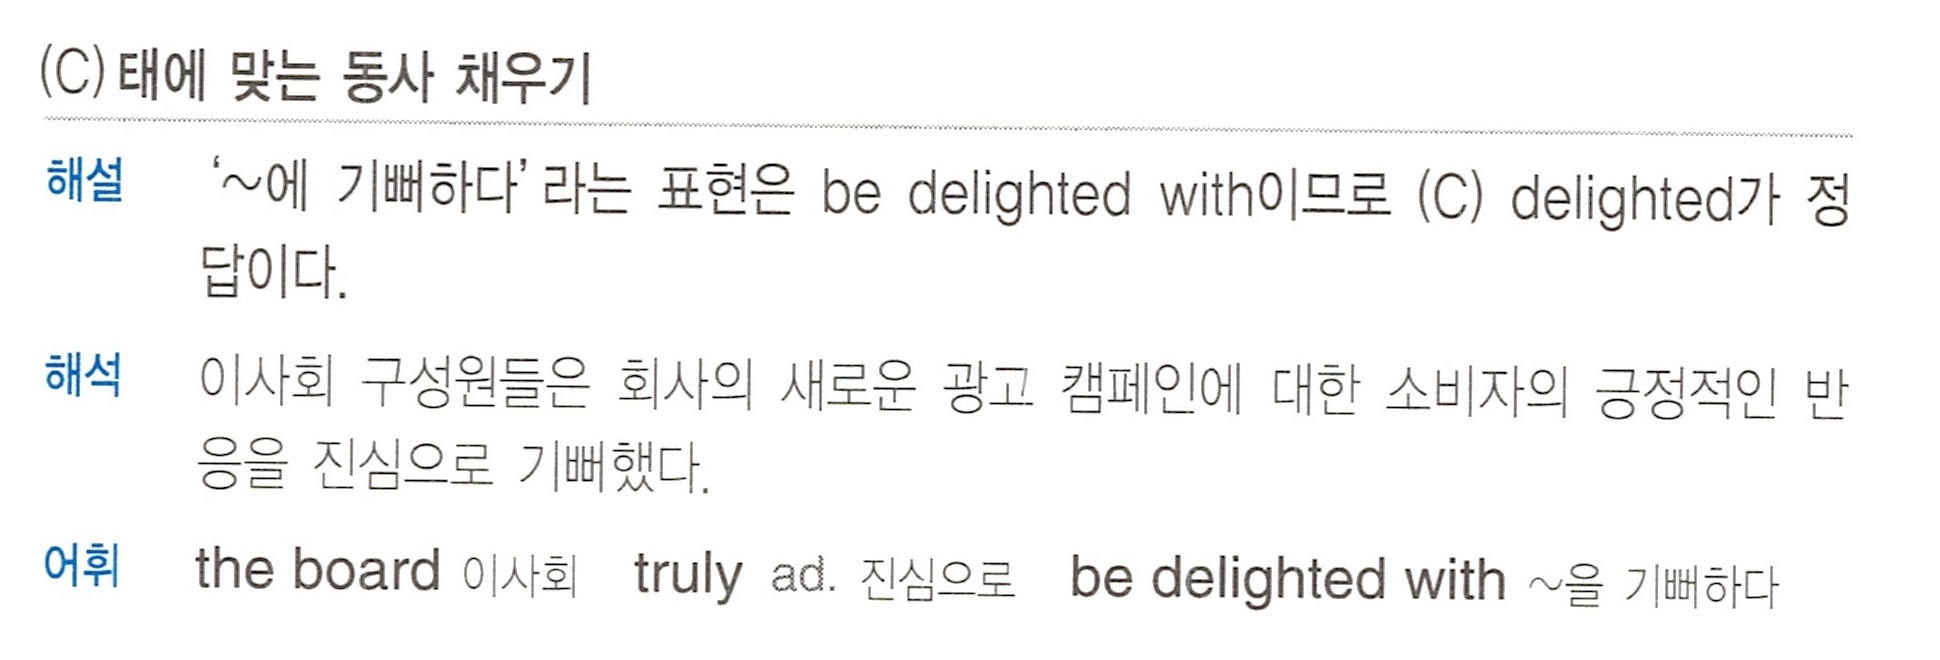 (C) 태에 맞는 동사 채우기
해설 '~에 기뻐하다'라는 표현은 be delighted with이므로 (C) delighted가 정
답이다.
해석 이사회 구성원들은 회사의 새로운 광고 캠페인에 대한 소비자의 긍정적인 반
응을 진심으로 기뻐했다.
어휘 the board 이사회 truly ad. 진심으로 be delighted with ~을 기뻐하다